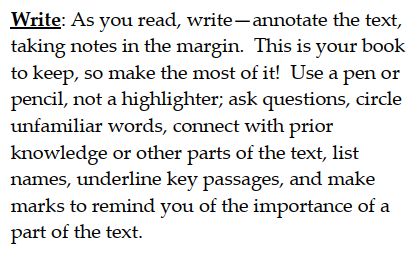 Write: As you read, write—annotate the text,
taking notes in the margin.  This is your book
to keep, so make the most of it!  Use a pen or
pencil, not a highlighter; ask questions, circle
unfamiliar words, connect with prior
knowledge or other parts of the text, list
names, underline key passages, and make
marks to remind you of the importance of a
part of the text.